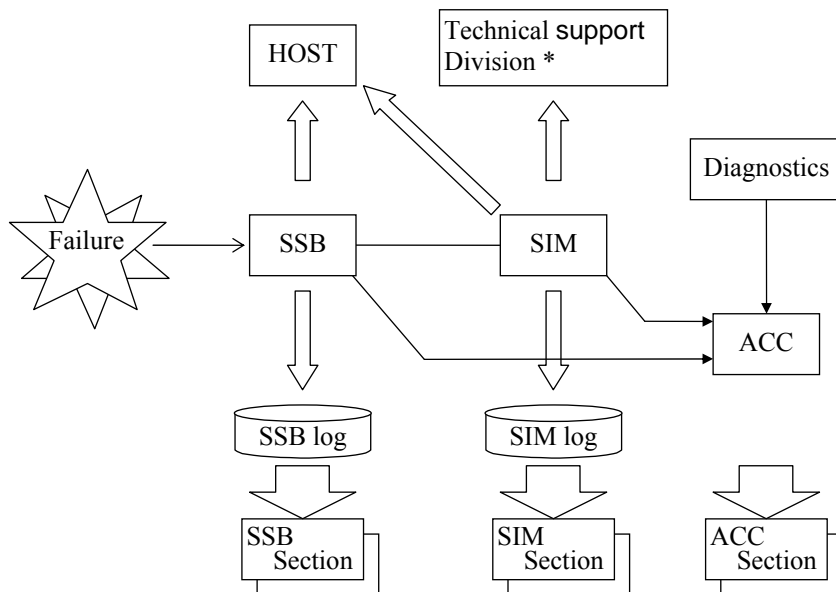 HOST
Technical support
Division *
Diagnostics
Failure
SSB
SIM
ACC
SSB log
SIM log
SSB
Section
SIM
Section
ACC
Section